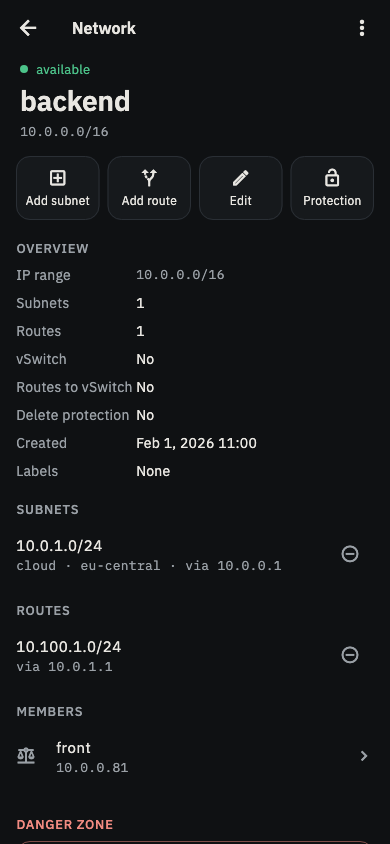 Network
available
backend
10.0.0.0/16
Add subnet
Add route
Edit
Protection
OVERVIEW
IP range 10.0.0.0/16
Subnets 1
Routes 1
vSwitch No
Routes to vSwitch No
Delete protection No
Created Feb 1, 2026 11:00
Labels None
SUBNETS
10.0.1.0/24
cloud · eu-central · via 10.0.0.1
ROUTES
10.100.1.0/24
via 10.0.1.1
MEMBERS
front
10.0.0.81
DANGER ZONE